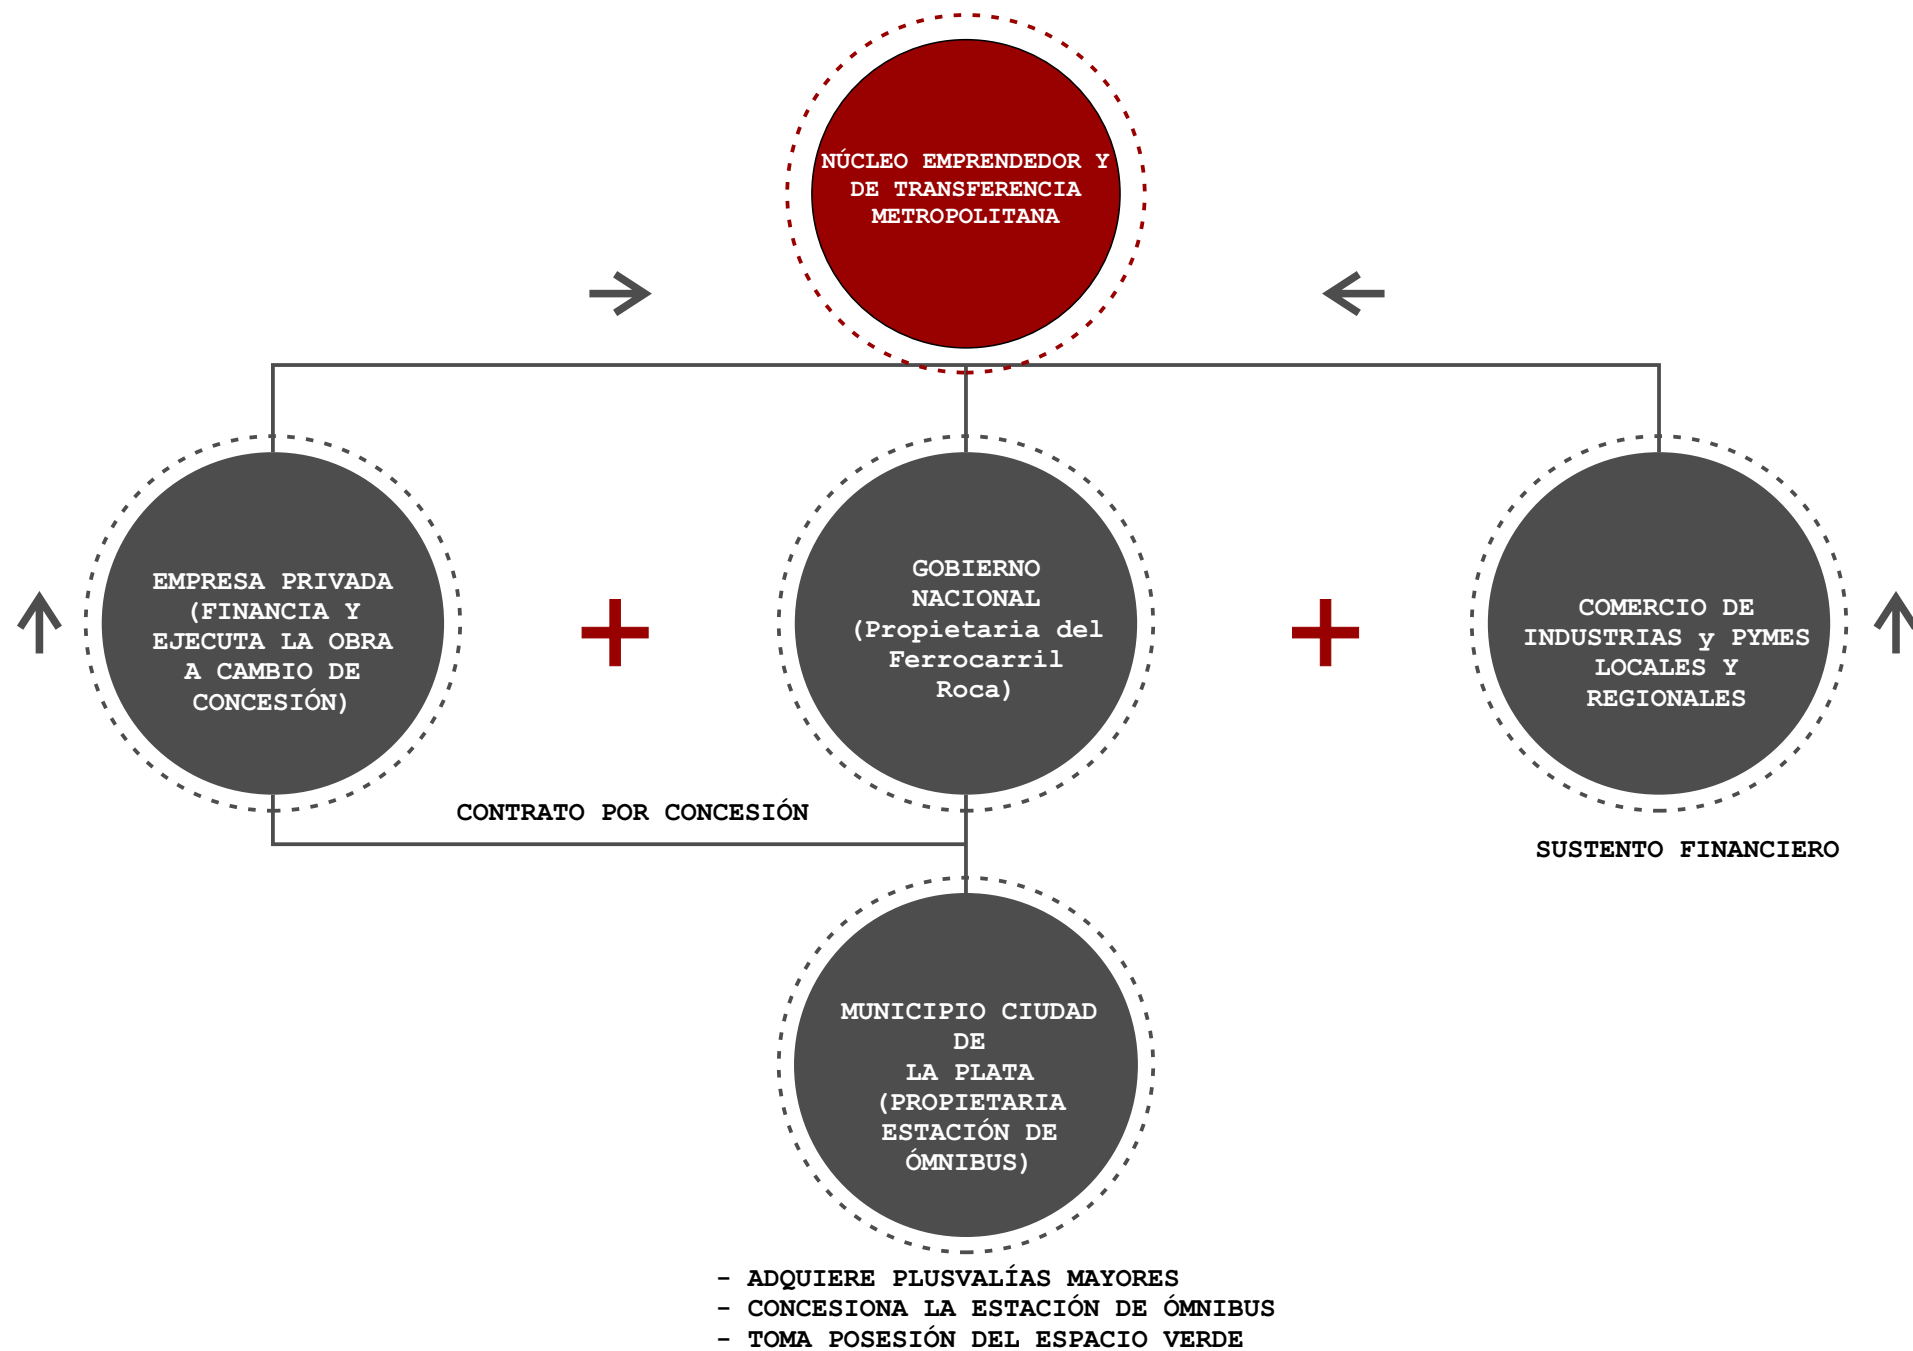 NÚCLEO EMPRENDEDOR Y
DE TRANSFERENCIA
METROPOLITANA
EMPRESA PRIVADA
(FINANCIA Y
EJECUTA LA OBRA
A CAMBIO DE
CONCESIÓN)
GOBIERNO
NACIONAL
(Propietaria del
Ferrocarril
Roca)
COMERCIO DE
INDUSTRIAS y PYMES
LOCALES Y
REGIONALES
CONTRATO POR CONCESIÓN
SUSTENTO FINANCIERO
MUNICIPIO CIUDAD
DE
LA PLATA
(PROPIETARIA
ESTACIÓN DE
ÓMNIBUS)
- ADQUIERE PLUSVALÍAS MAYORES
- CONCESIONA LA ESTACIÓN DE ÓMNIBUS
- TOMA POSESIÓN DEL ESPACIO VERDE